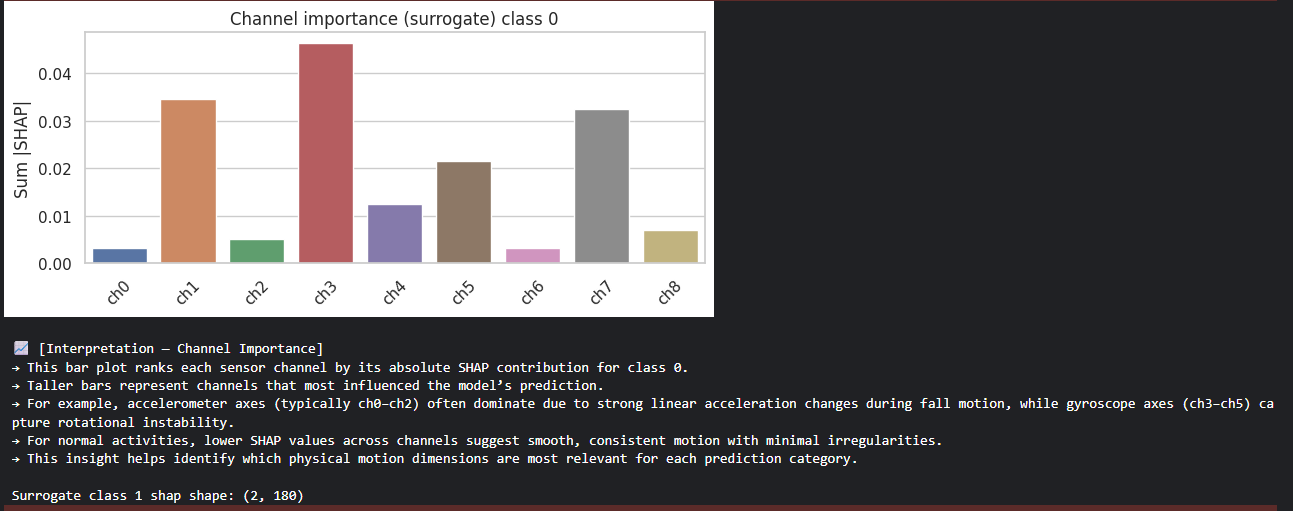 Channel importance (surrogate) class 0
Sum |SHAP|
0.04
0.03
0.02
0.01
0.00
ch0
ch1
ch2
ch3
ch4
ch5
ch6
ch7
ch8
📈 [Interpretation – Channel Importance]
→ This bar plot ranks each sensor channel by its absolute SHAP contribution for class 0.
→ Taller bars represent channels that most influenced the model’s prediction.
→ For example, accelerometer axes (typically ch0–ch2) often dominate due to strong linear acceleration changes during fall motion, while gyroscope axes (ch3–ch5) ca
pture rotational instability.
→ For normal activities, lower SHAP values across channels suggest smooth, consistent motion with minimal irregularities.
→ This insight helps identify which physical motion dimensions are most relevant for each prediction category.
Surrogate class 1 shap shape: (2, 180)